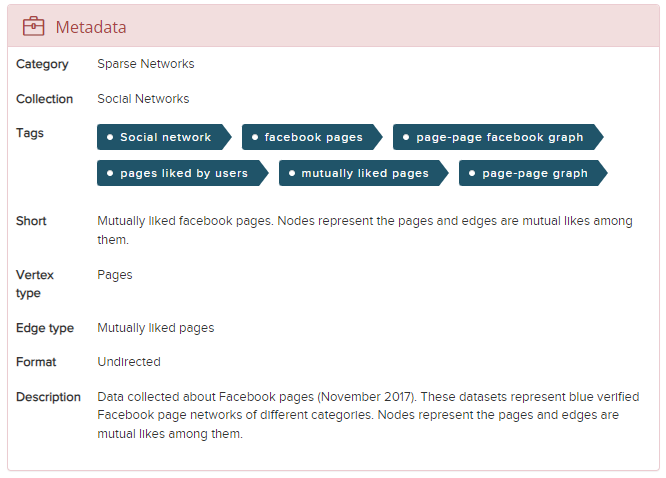 Metadata
Category Sparse Networks
Collection Social Networks
Tags Social network facebook pages page-page facebook graph
pages liked by users mutually liked pages page-page graph
Short Mutually liked facebook pages. Nodes represent the pages and edges are mutual likes among
them.
Vertex Pages
type
Edge type Mutually liked pages
Format Undirected
Description Data collected about Facebook pages (November 2017). These datasets represent blue verified
Facebook page networks of different categories. Nodes represent the pages and edges are
mutual likes among them.